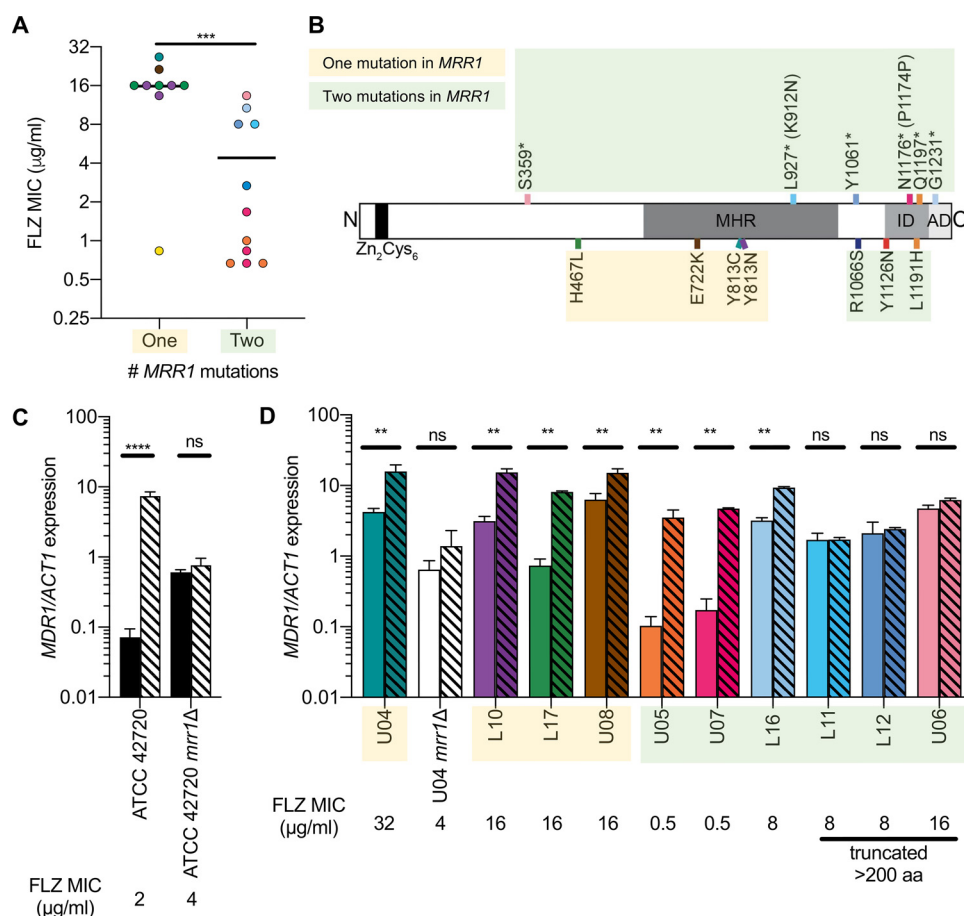 A
***
32
16
8
4
2
1
0.5
0.25
FLZ MIC (µg/ml)
One
Two
# MRR1 mutations
B
One mutation in MRR1
Two mutations in MRR1
S359*
L927* (K912N)
Y1061*
N1176* (P1174P)
Q1197*
G1231*
N
MHR
ID
AD
C
Zn2Cys6
H467L
E722K
Y813C
Y813N
R1066S
Y1126N
L1191H
C
100
10
1
0.1
0.01
MDR1/ACT1 expression
****
ns
ATCC 42720
ATCC 42720 mrr1Δ
FLZ MIC
(µg/ml)
2
4
D
100
10
1
0.1
0.01
MDR1/ACT1 expression
**
ns
**
**
**
**
**
**
ns
ns
ns
U04
U04 mrr1Δ
L10
L17
U08
U05
U07
L16
L11
L12
U06
FLZ MIC
(µg/ml)
32
4
16
16
16
0.5
0.5
8
8
8
16
truncated
>200 aa